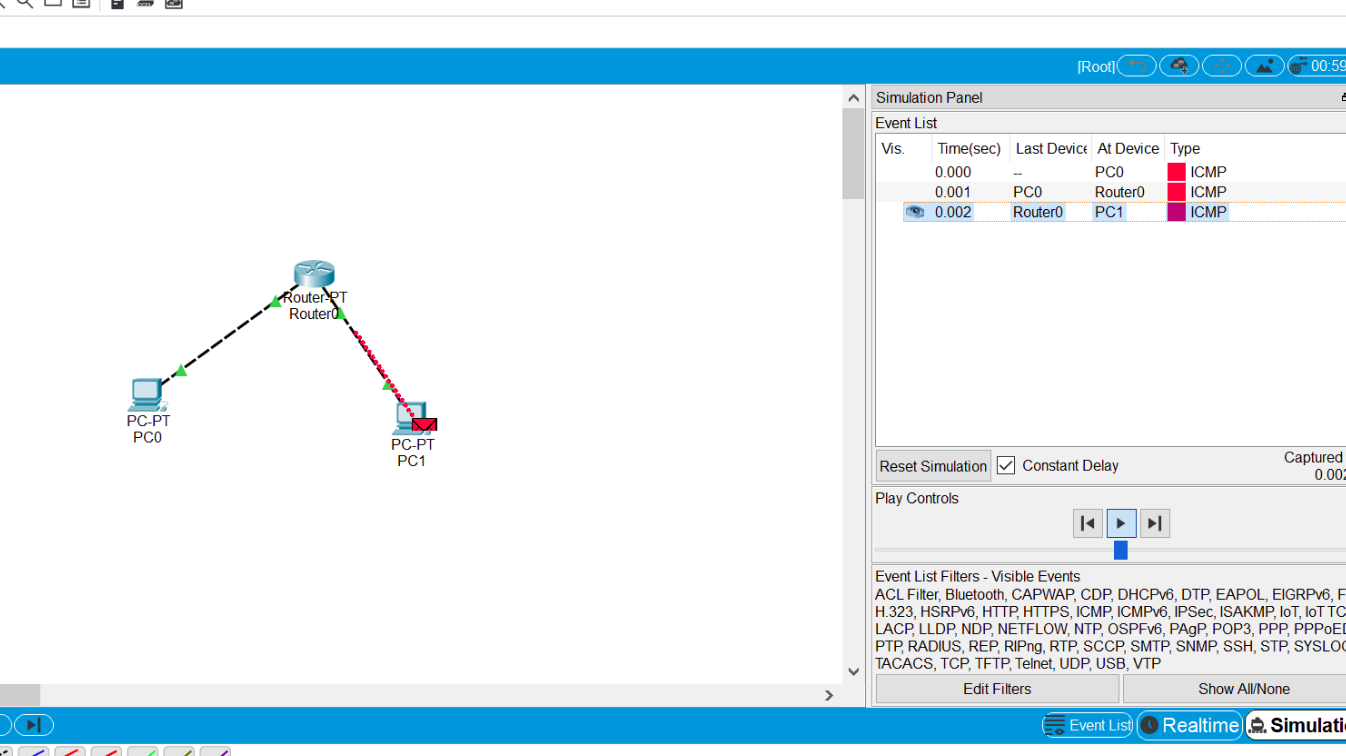 [Root]
00:59
Simulation Panel
Event List
Vis. Time(sec) Last Device At Device Type
0.000 -- PC0 ICMP
0.001 PC0 Router0 ICMP
0.002 Router0 PC1 ICMP
Router-PT
Router0
PC-PT
PC0
PC-PT
PC1
Reset Simulation Constant Delay
Captured
0.002
Play Controls
Event List Filters - Visible Events
ACL Filter, Bluetooth, CAPWAP, CDP, DHCPv6, DTP, EAPOL, EIGRPv6, F
H.323, HSRPv6, HTTP, HTTPS, ICMP, ICMPv6, IPSec, ISAKMP, IoT, IoT TC
LACP, LLDP, NDP, NETFLOW, NTP, OSPFv6, PAgP, POP3, PPP, PPPoED
PTP, RADIUS, REP, RIPng, RTP, SCCP, SMTP, SNMP, SSH, STP, SYSLOG
TACACS, TCP, TFTP, Telnet, UDP, USB, VTP
Edit Filters Show All/None
Event List Realtime Simulati